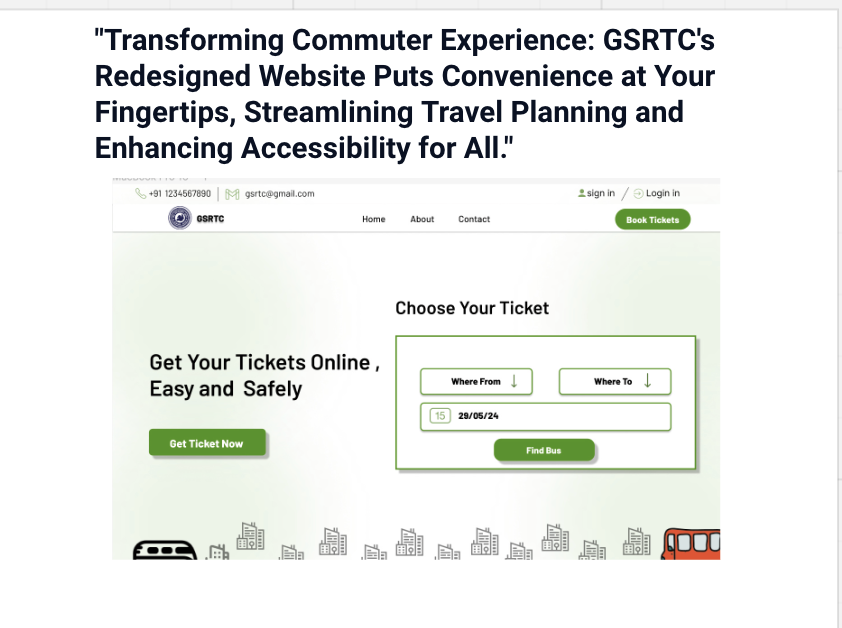 "Transforming Commuter Experience: GSRTC's
Redesigned Website Puts Convenience at Your
Fingertips, Streamlining Travel Planning and
Enhancing Accessibility for All."
+91 1234567890 | gsrtc@gmail.com
sign in / Login in
GSRTC
Home About Contact
Book Tickets
Choose Your Ticket
Get Your Tickets Online ,
Easy and Safely
Where From
Where To
15 29/05/24
Get Ticket Now
Find Bus